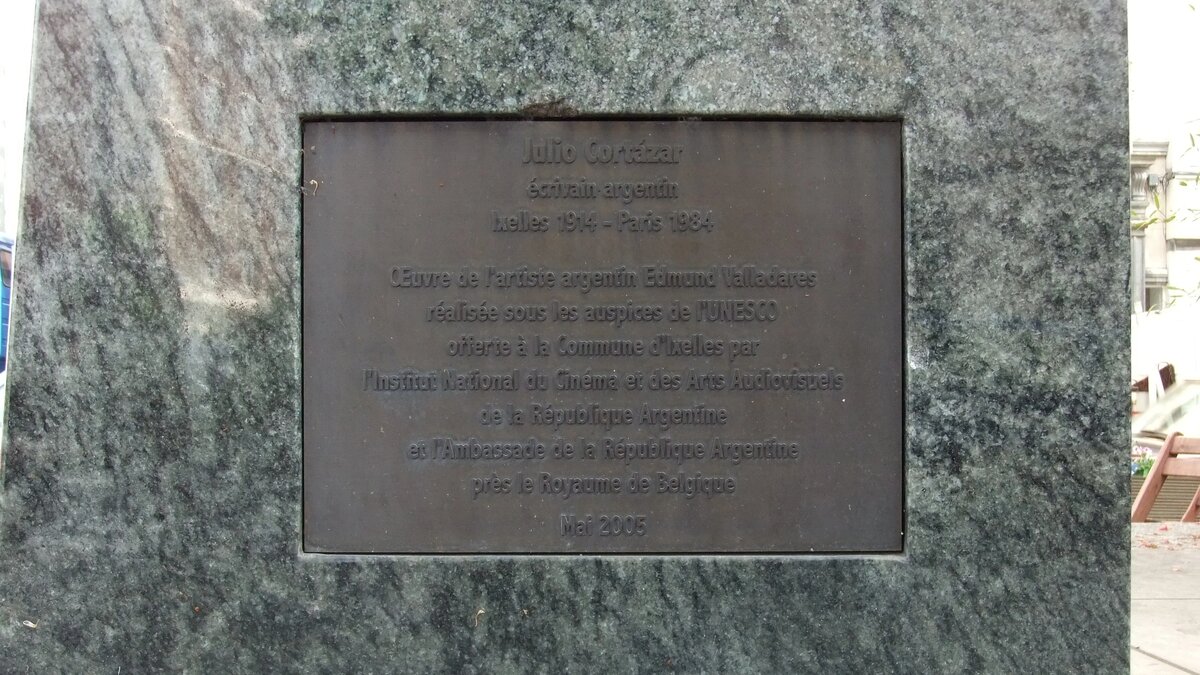 Julio Cortázar
écrivain argentin
Ixelles 1914 - Paris 1984
Œuvre de l'artiste argentin Edmund Valladares
réalisée sous les auspices de l'UNESCO
offerte à la Commune d'Ixelles par
l'Institut National du Cinéma et des Arts Audiovisuels
de la République Argentine
et l'Ambassade de la République Argentine
près le Royaume de Belgique
Mai 2005